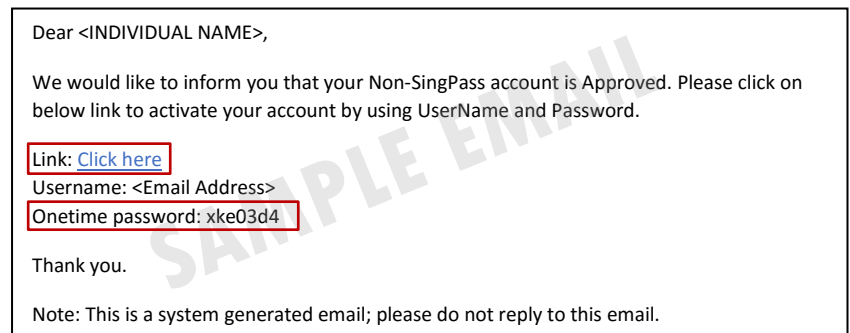 Dear <INDIVIDUAL NAME>,
We would like to inform you that your Non-SingPass account is Approved. Please click on
below link to activate your account by using UserName and Password.
Link: Click here
Username: <Email Address>
Onetime password: xke03d4
Thank you.
Note: This is a system generated email; please do not reply to this email.
SAMPLE EMAIL